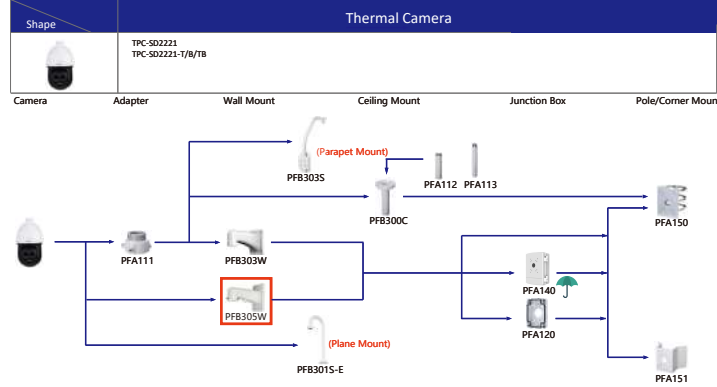 Shape
Thermal Camera
TPC-SD2221
TPC-SD2221-T/B/TB
Camera
Adapter
Wall Mount
Ceiling Mount
Junction Box
Pole/Corner Moun
(Parapet Mount)
PFB303S
PFA112
PFA113
PFB300C
PFA150
PFA111
PFB303W
PFA140
PFB305W
PFA120
(Plane Mount)
PFB301S-E
PFA151